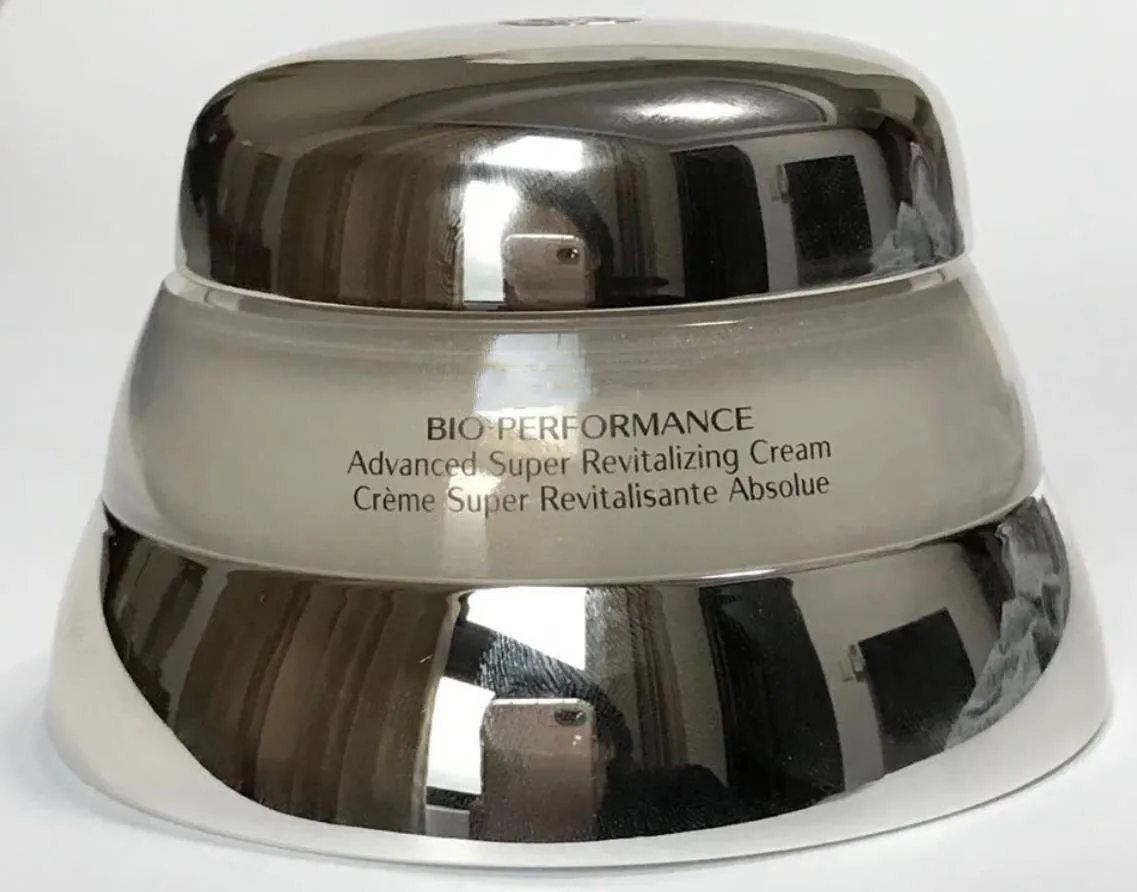 BIO-PERFORMANCE
Advanced Super Revitalizing Cream
Crème Super Revitalisante Absolue